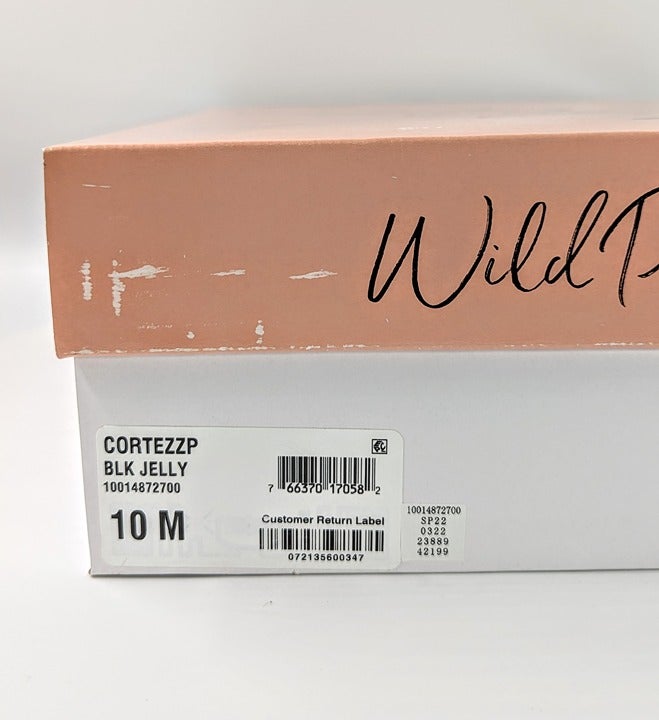 Wild
CORTEZZP
BLK JELLY
10014872700
10 M
7 66370 17058 2
Customer Return Label
072135600347
10014872700
SP22
0322
23889
42199